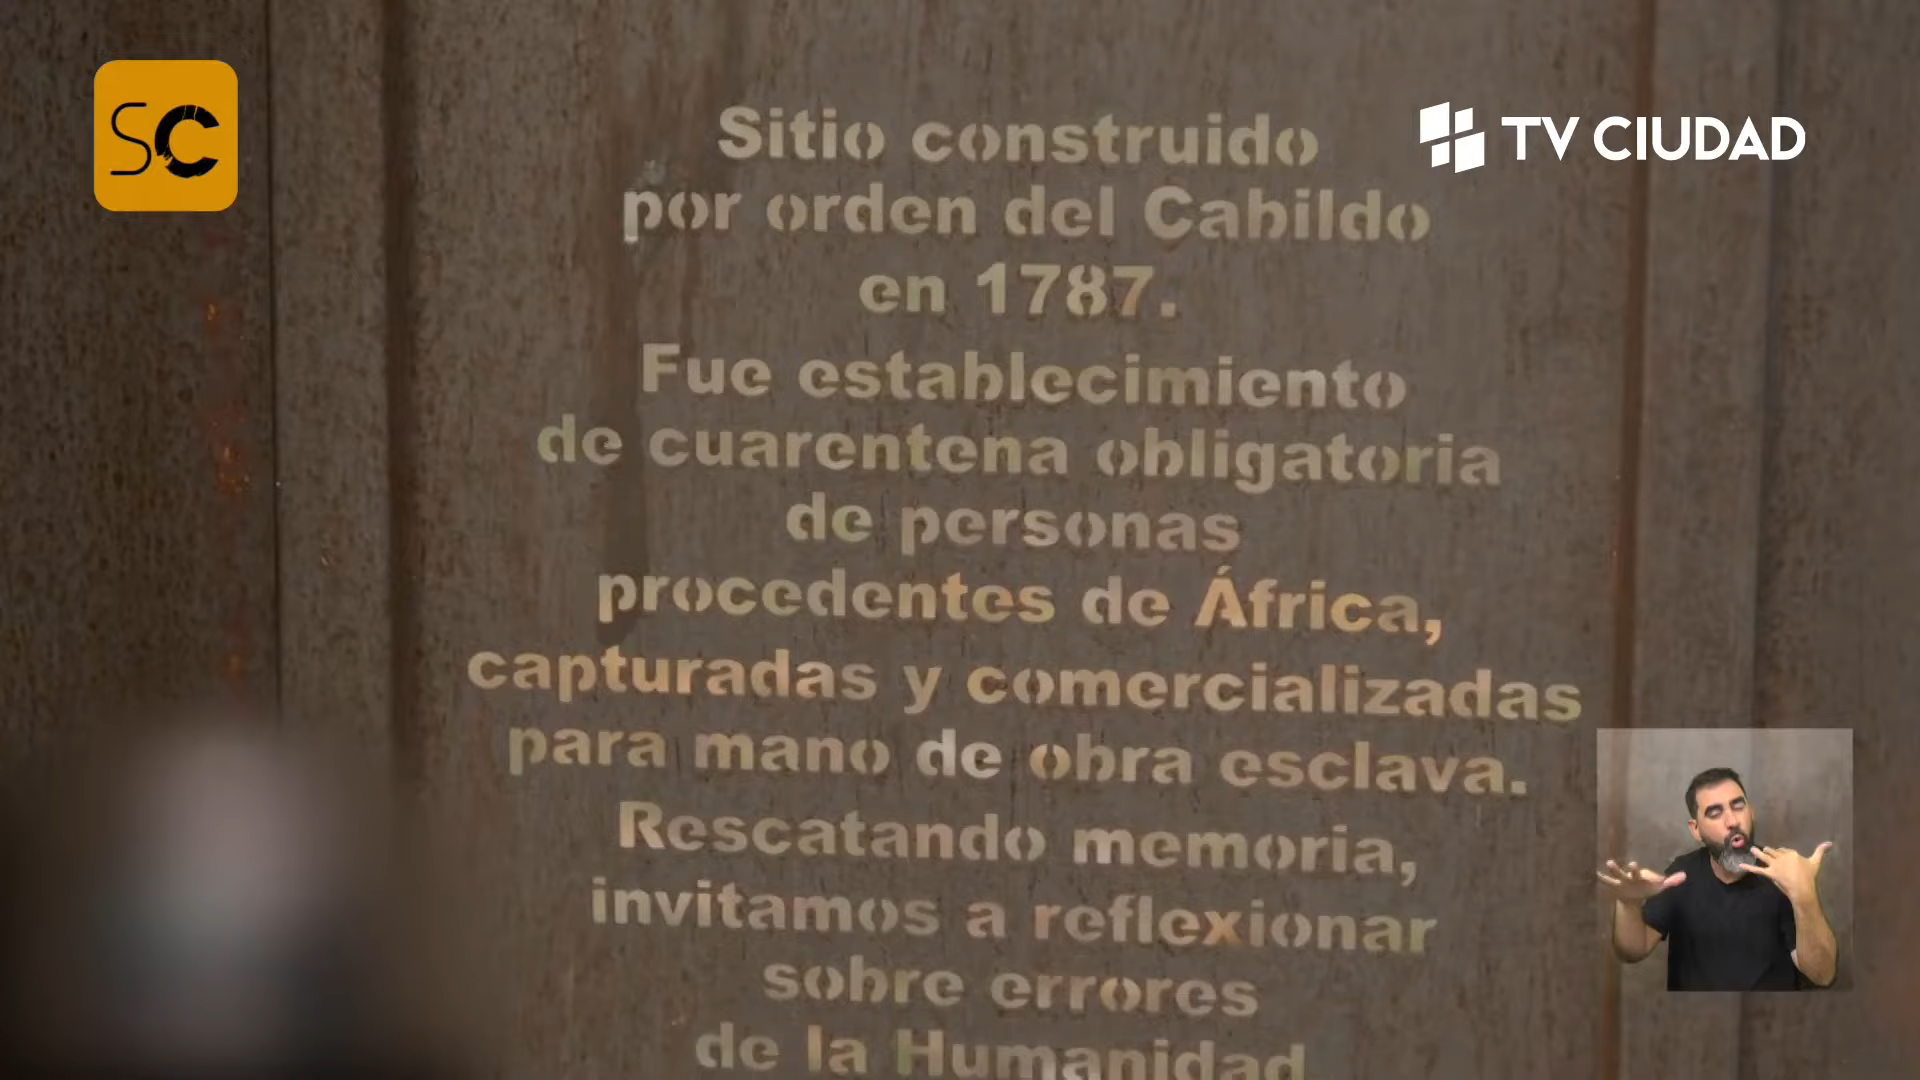 SC
TV CIUDAD
Sitio construido
por orden del Cabildo
en 1787.
Fue establecimiento
de cuarentena obligatoria
de personas
procedentes de África,
capturadas y comercializadas
para mano de obra esclava.
Rescatando memoria,
invitamos a reflexionar
sobre errores
de la Humanidad